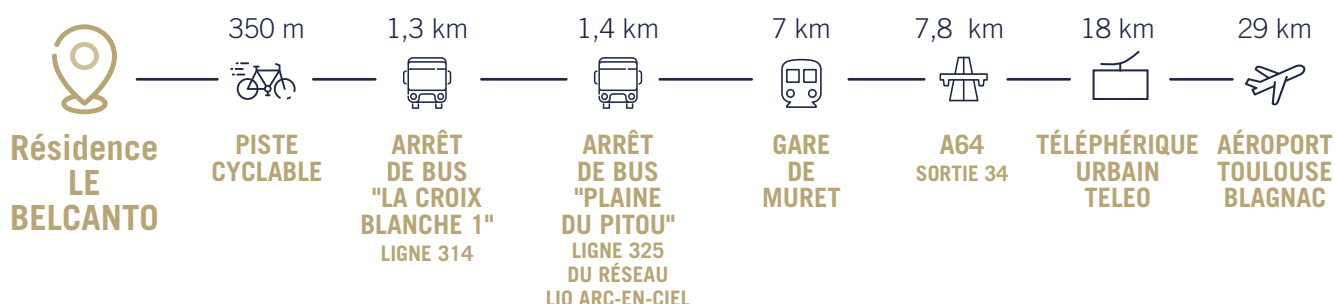 350 m
1,3 km
1,4 km
7 km
7,8 km
18 km
29 km
Résidence
LE
BELCANTO
PISTE
CYCLABLE
ARRÊT
DE BUS
"LA CROIX
BLANCHE 1"
LIGNE 314
ARRÊT
DE BUS
"PLAINE
DU PITOU"
LIGNE 325
DU RÉSEAU
LIO ARC-EN-CIEL
GARE
DE
MURET
A64
SORTIE 34
TÉLÉPHÉRIQUE
URBAIN
TELEO
AÉROPORT
TOULOUSE
BLAGNAC